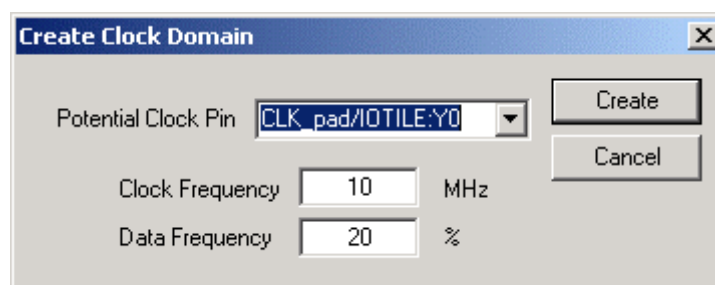 Create Clock Domain
Potential Clock Pin CLK_pad/IOTILE:Y0 Create
Cancel
Clock Frequency 10 MHz
Data Frequency 20 %